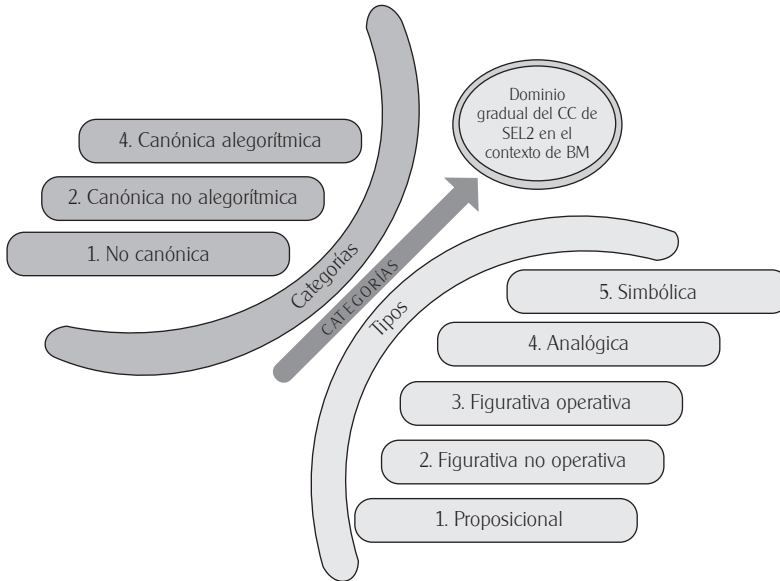 Dominio
gradual del CC de
SEL2 en el
contexto de BM
4. Canónica alegorítmica
2. Canónica no alegorítmica
1. No canónica
Categorías
CATEGORÍAS
Tipos
5. Simbólica
4. Analógica
3. Figurativa operativa
2. Figurativa no operativa
1. Proposicional